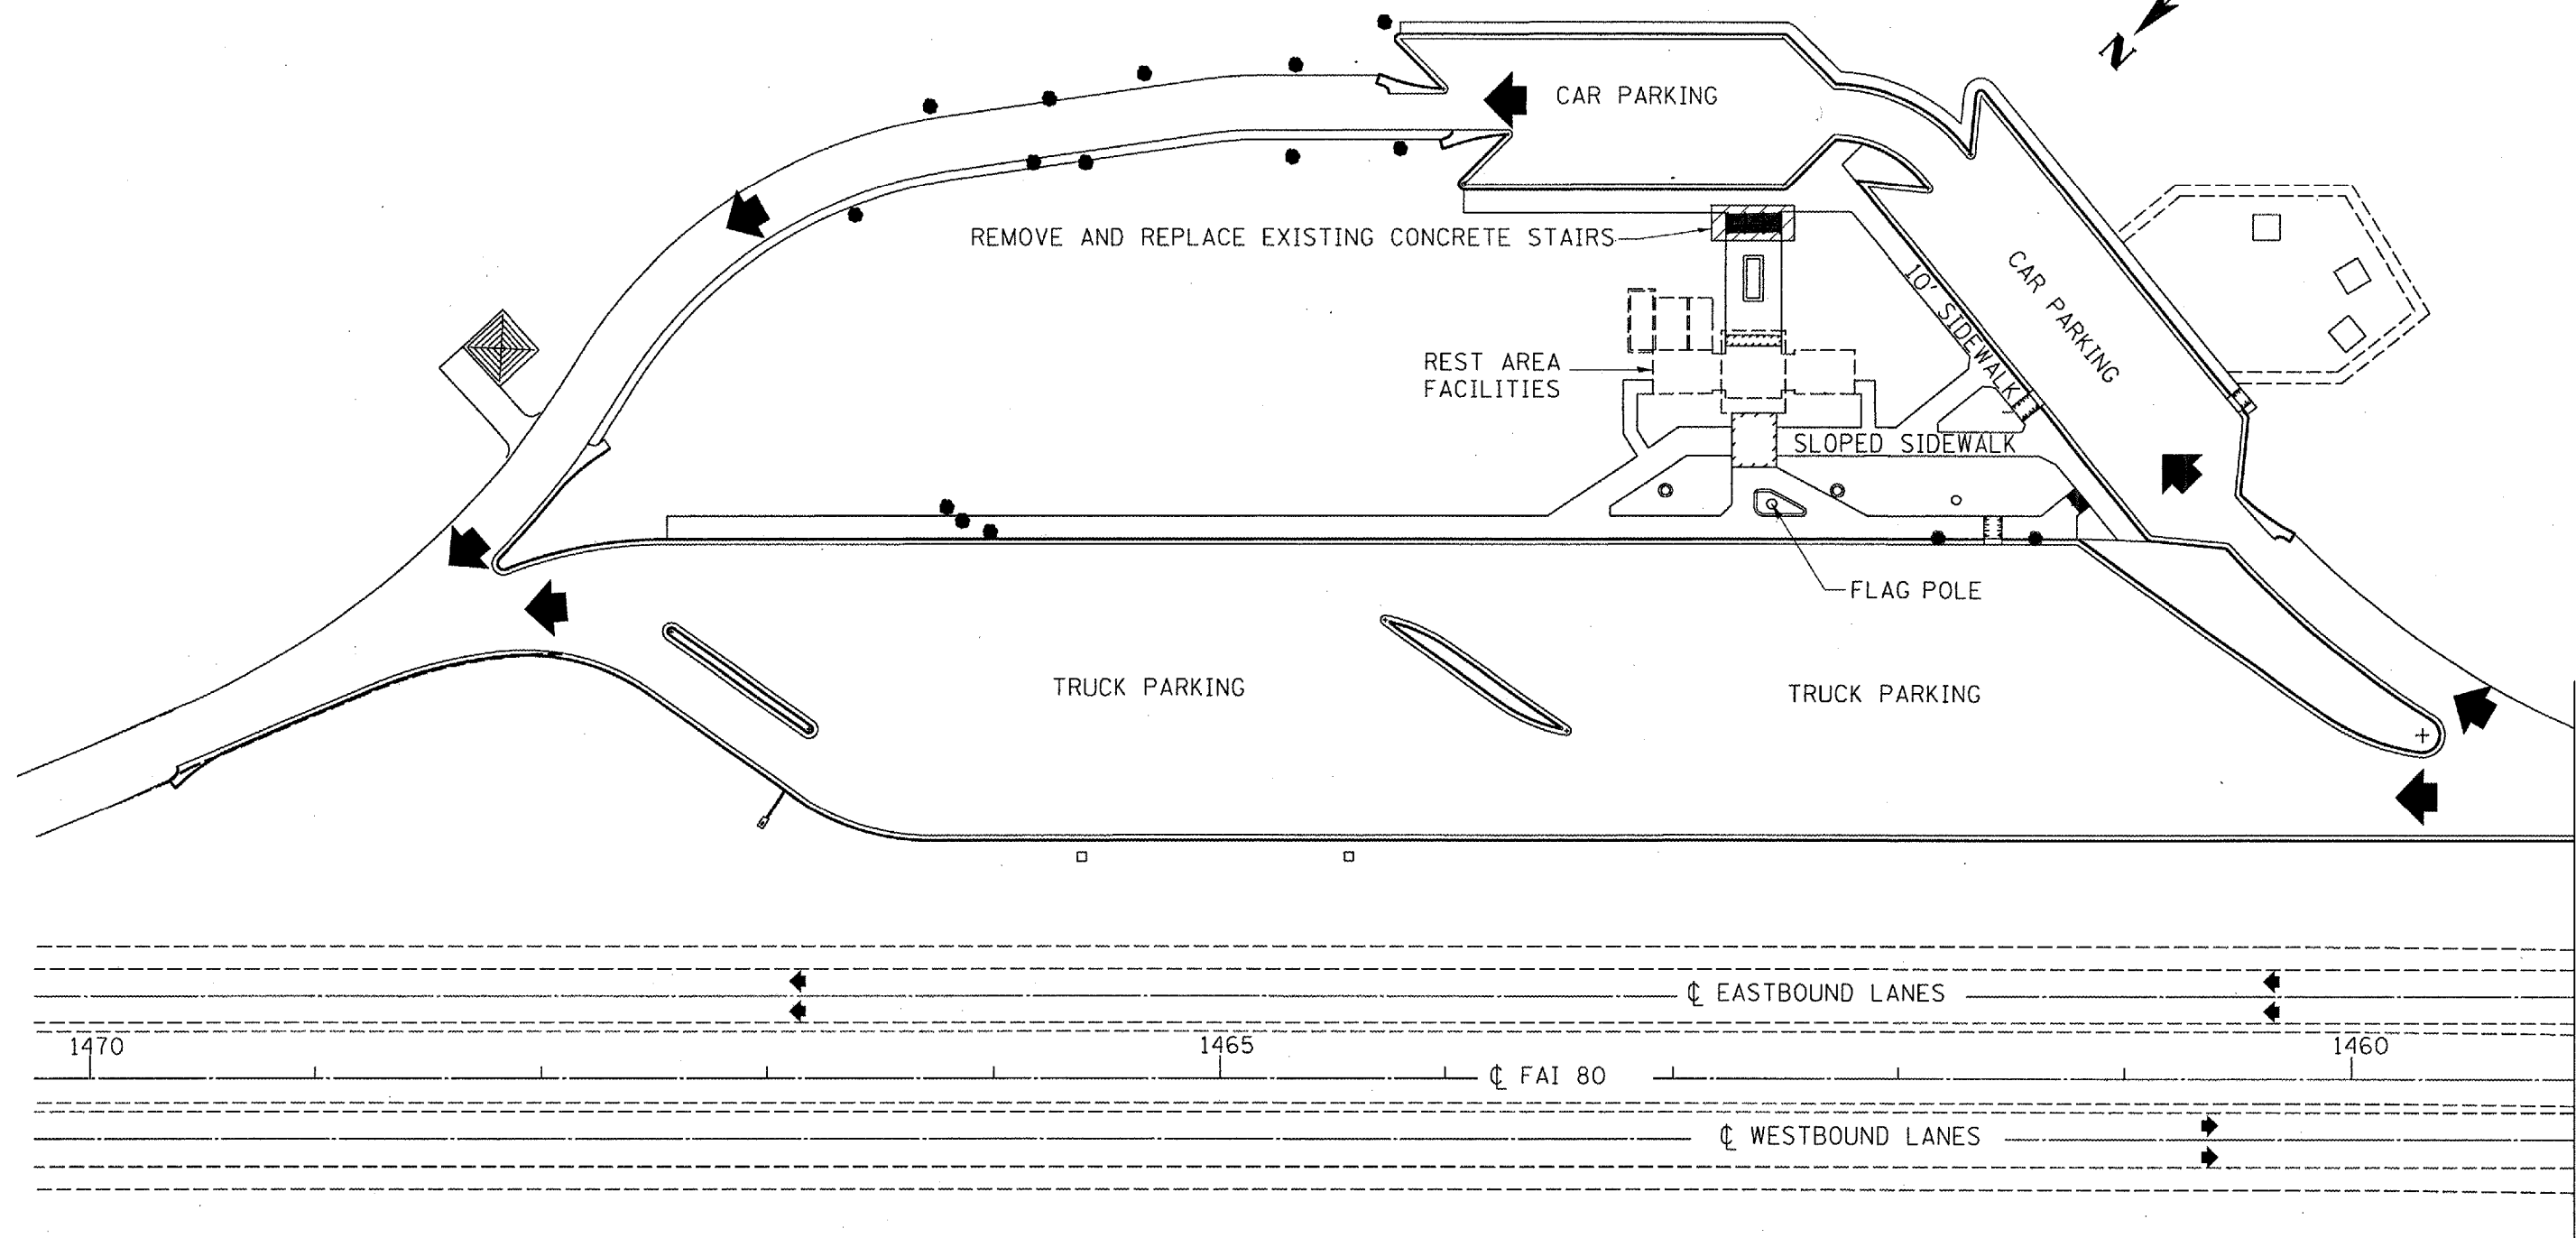 N
CAR PARKING
REMOVE AND REPLACE EXISTING CONCRETE STAIRS
10' SIDEWALK
CAR PARKING
REST AREA
FACILITIES
SLOPED SIDEWALK
FLAG POLE
TRUCK PARKING
TRUCK PARKING
℄ EASTBOUND LANES
1470
1465
1460
℄ FAI 80
℄ WESTBOUND LANES